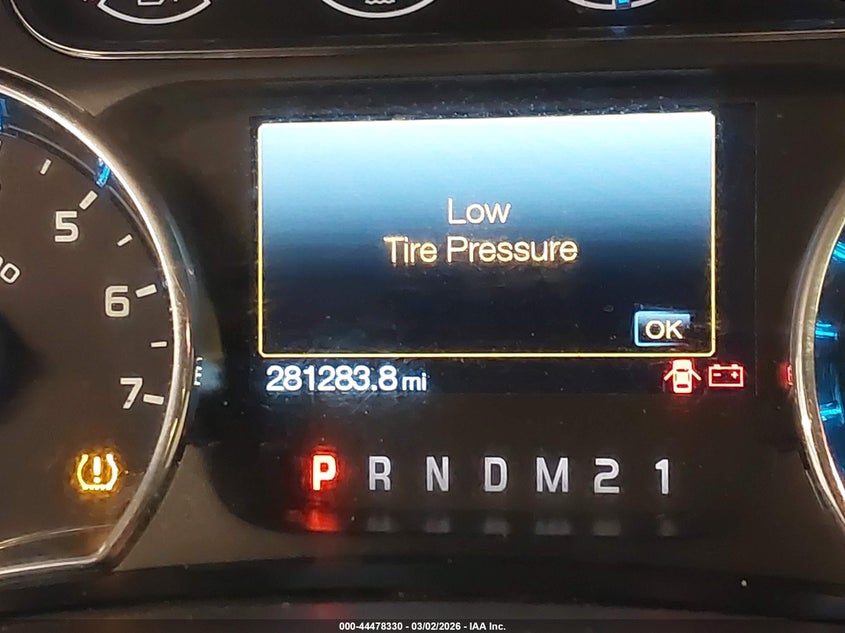 Low
Tire Pressure
OK
5
6
7
281283.8 mi
P R N D M 2 1
000-44478330 - 03/02/2026 - IAA Inc.